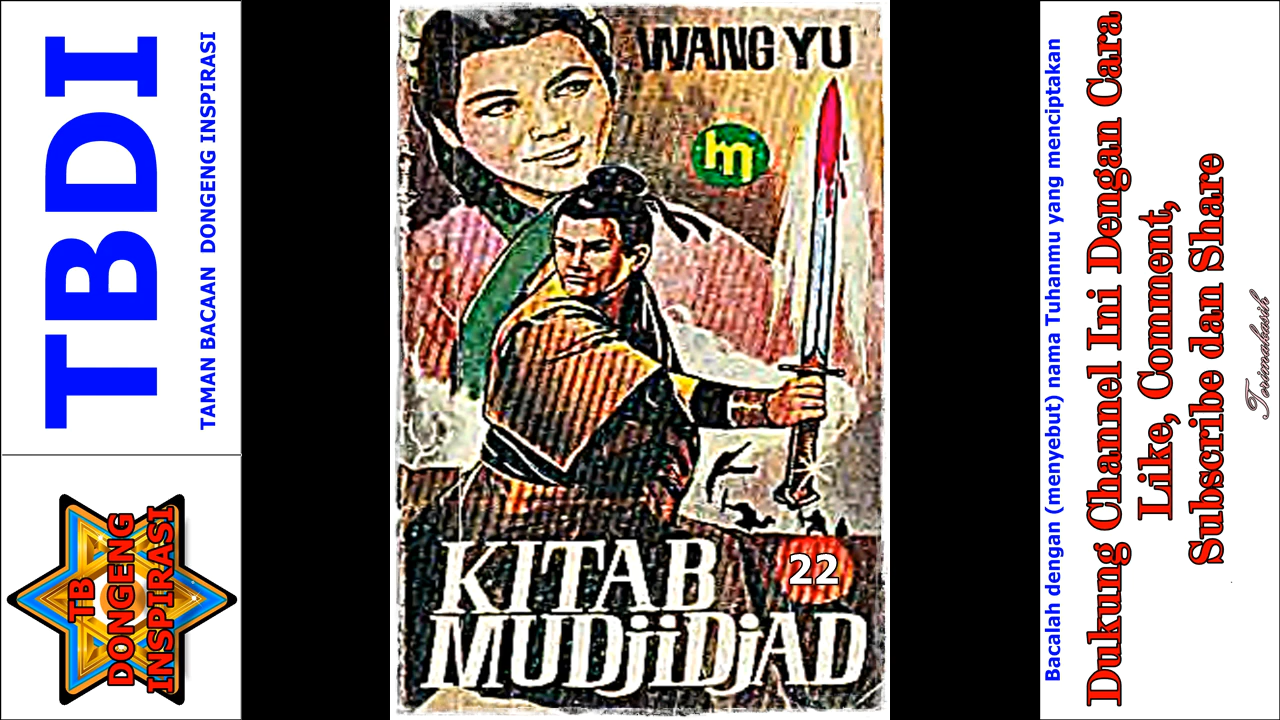 TBDI
TAMAN BACAAN DONGENG INSPIRASI
TB
DONGENG
INSPIRASI
WANG YU
hm
22
KITAB
MUDjiDjAD
Bacalah dengan (menyebut) nama Tuhanmu yang menciptakan
Dukung Channel Ini Dengan Cara
Like, Comment,
Subscribe dan Share
Terimakasih